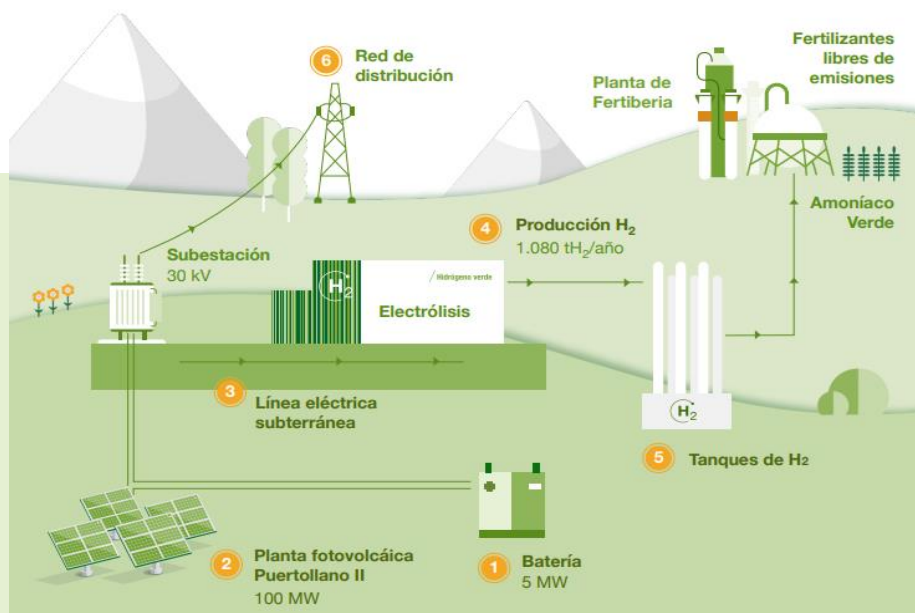 6
Red de
distribución
Fertilizantes
libres de
emisiones
Planta de
Fertiberia
Amoníaco
Verde
4
Producción H₂
1.080 tH₂/año
Subestación
30 kV
H₂
/Hidrógeno verde
Electrólisis
3
Línea eléctrica
subterránea
H₂
5
Tanques de H₂
2
Planta fotovolcáica
Puertollano II
100 MW
1
Batería
5 MW